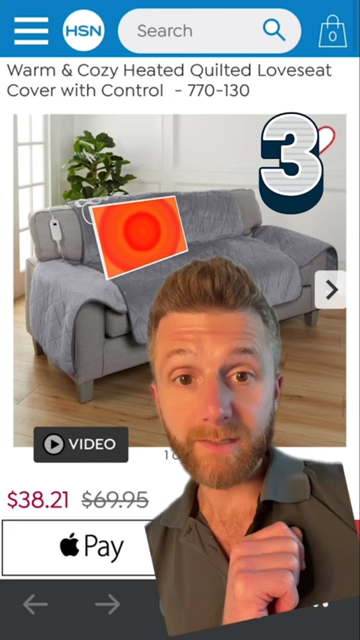 HSN
Search
0
Warm & Cozy Heated Quilted Loveseat
Cover with Control - 770-130
3
VIDEO
$38.21 $69.95
Pay